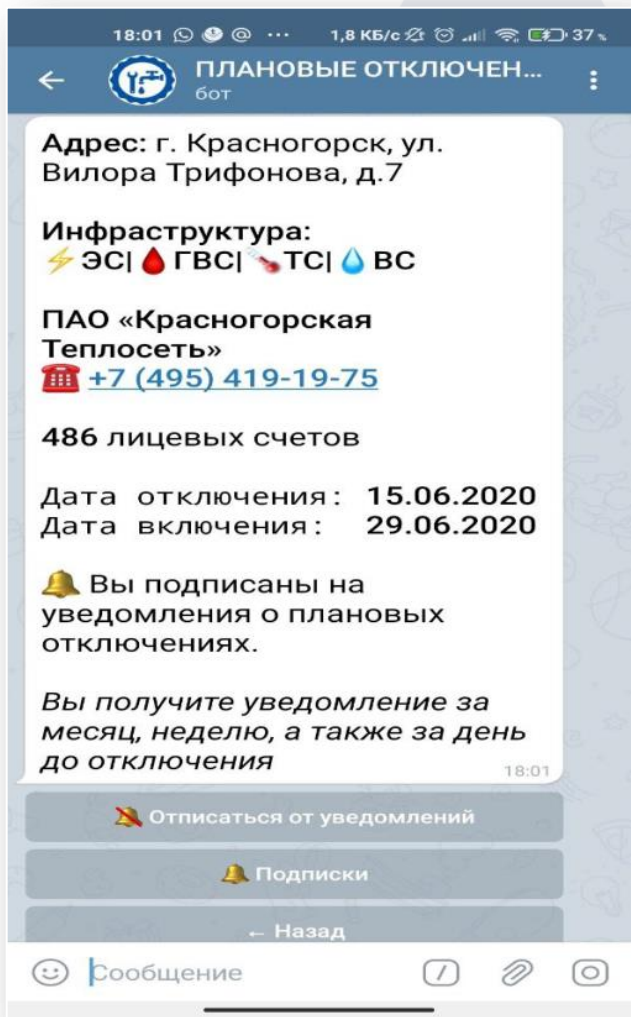 18:01 ... 1,8 КБ/с 37 %
ПЛАНОВЫЕ ОТКЛЮЧЕН...
бот
Адрес: г. Красногорск, ул.
Вилора Трифонова, д.7
Инфраструктура:
⚡ ЭС|🩸 ГВС|🌡️ ТС|💧 ВС
ПАО «Красногорская
Теплосеть»
☎️ +7 (495) 419-19-75
486 лицевых счетов
Дата отключения: 15.06.2020
Дата включения: 29.06.2020
🔔 Вы подписаны на
уведомления о плановых
отключениях.
Вы получите уведомление за
месяц, неделю, а также за день
до отключения
18:01
🔕 Отписаться от уведомлений
🔔 Подписки
← Назад
Сообщение